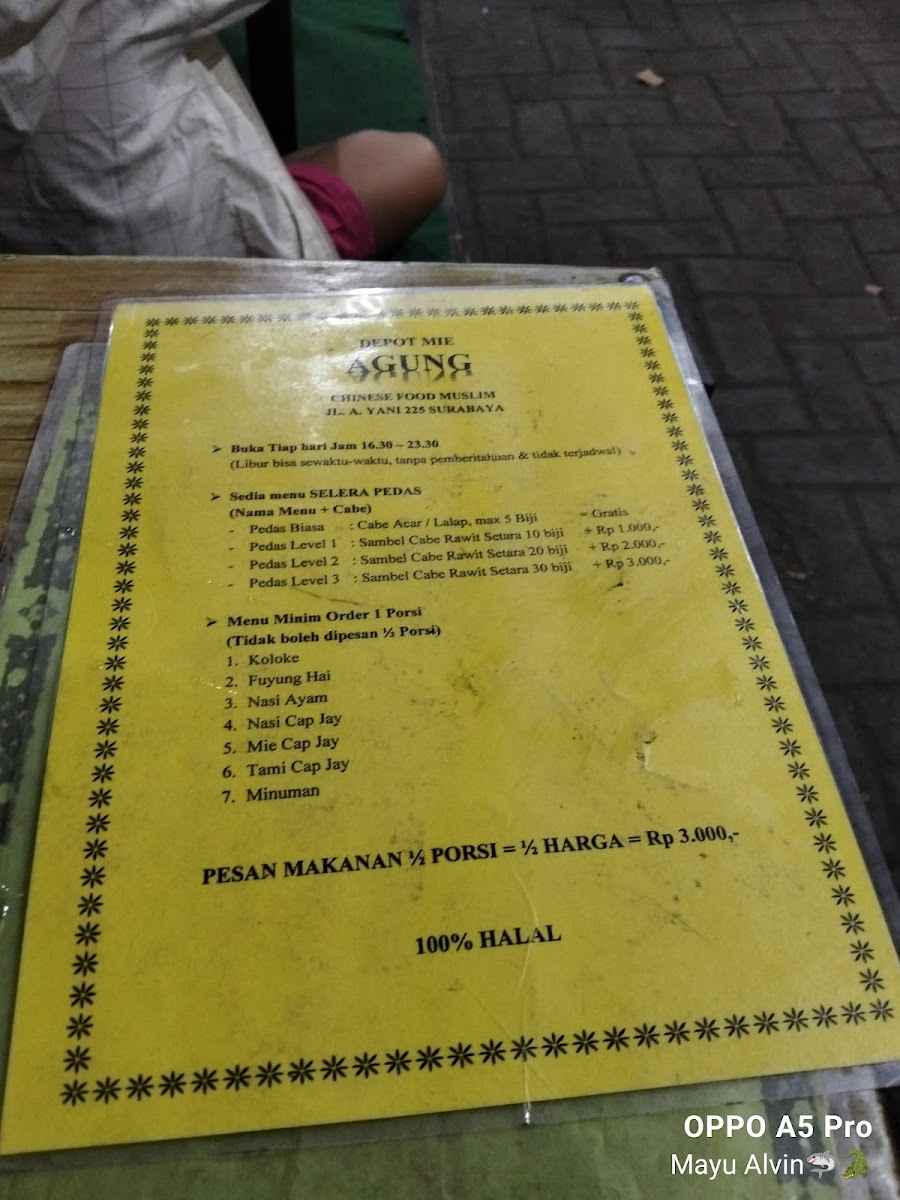 DEPOT MIE
AGUNG
CHINESE FOOD MUSLIM
JL. A. YANI 225 SURABAYA
➢ Buka Tiap hari Jam 16.30 – 23.30
(Libur bisa sewaktu-waktu, tanpa pemberitahuan & tidak terjadwal)
➢ Sedia menu SELERA PEDAS
(Nama Menu + Cabe)
- Pedas Biasa : Cabe Acar / Lalap, max 5 Biji = Gratis
- Pedas Level 1 : Sambel Cabe Rawit Setara 10 biji + Rp 1.000,-
- Pedas Level 2 : Sambel Cabe Rawit Setara 20 biji + Rp 2.000,-
- Pedas Level 3 : Sambel Cabe Rawit Setara 30 biji + Rp 3.000,-
➢ Menu Minim Order 1 Porsi
(Tidak boleh dipesan ½ Porsi)
1. Koloke
2. Fuyung Hai
3. Nasi Ayam
4. Nasi Cap Jay
5. Mie Cap Jay
6. Tami Cap Jay
7. Minuman
PESAN MAKANAN ½ PORSI = ½ HARGA = Rp 3.000,-
100% HALAL
OPPO A5 Pro
Mayu Alvin🦈🐊